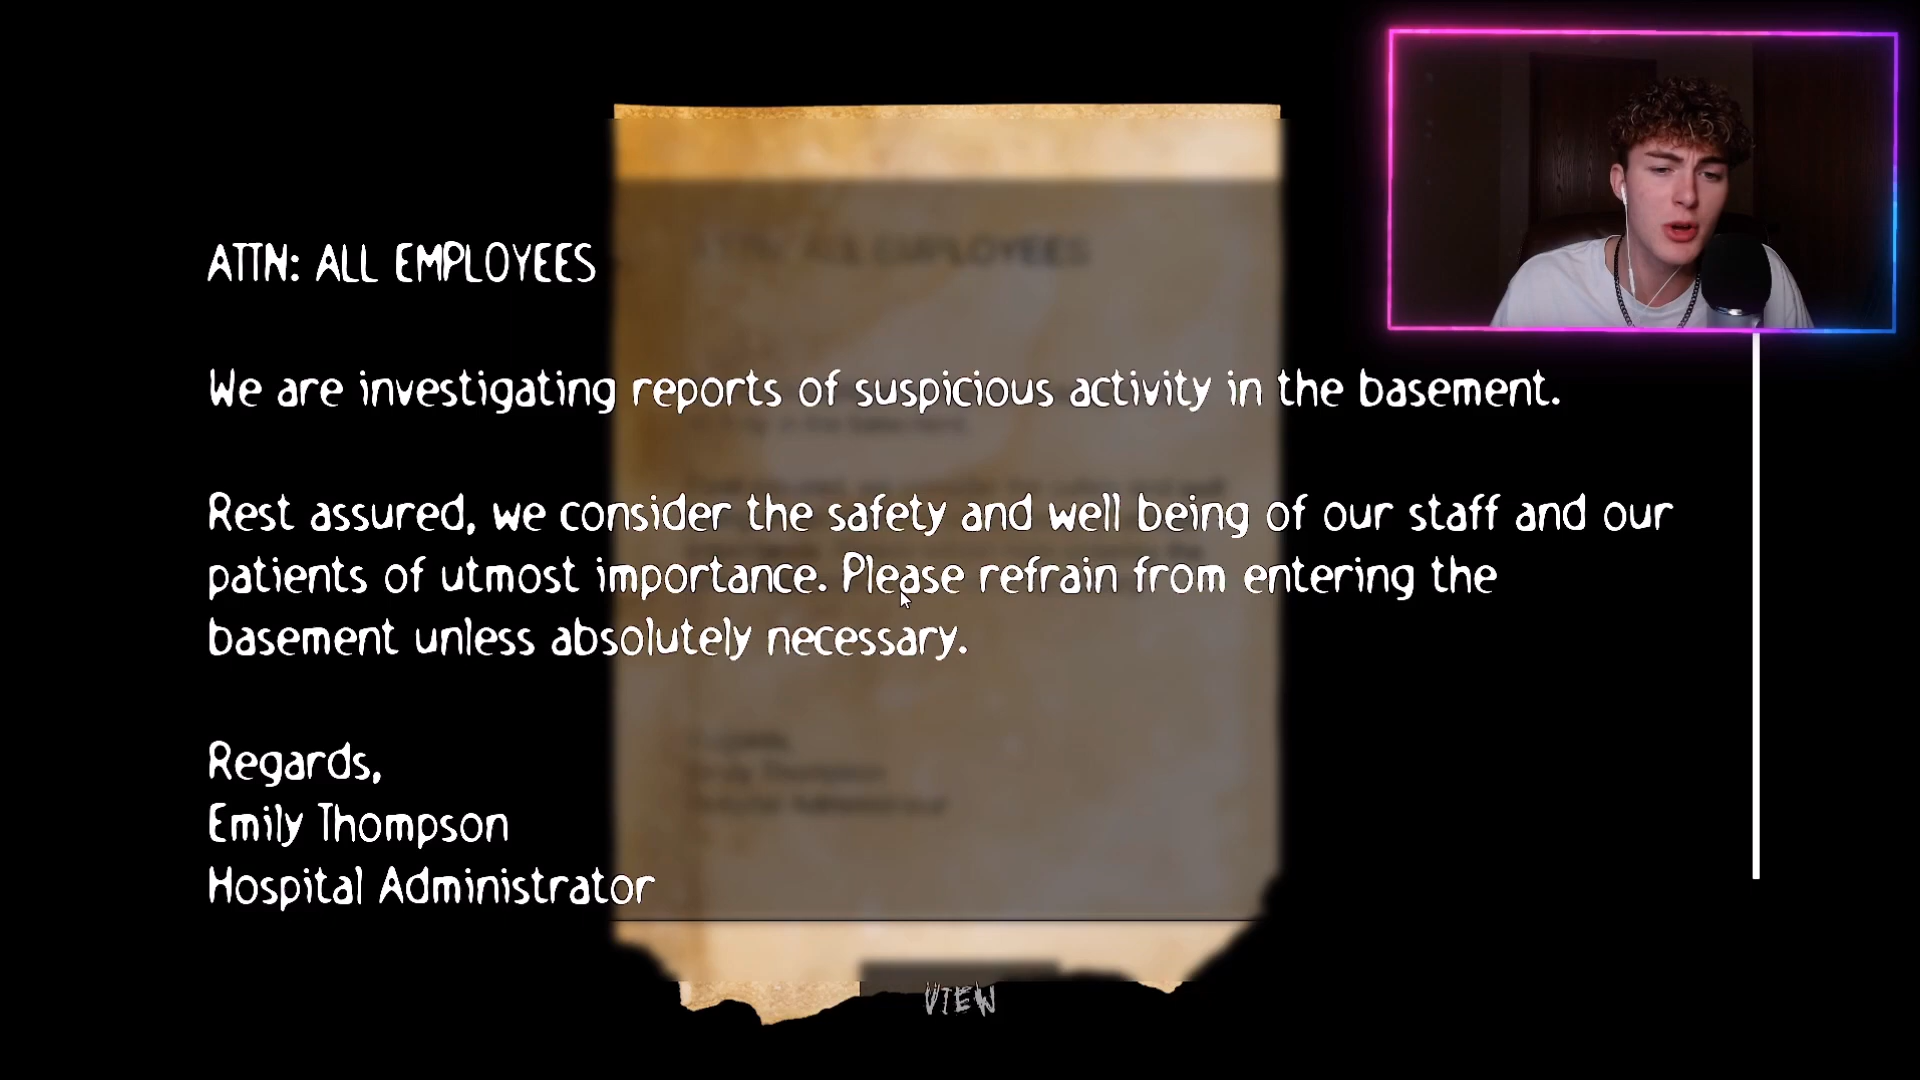 ATTN: ALL EMPLOYEES
We are investigating reports of suspicious activity in the basement.
Rest assured, we consider the safety and well being of our staff and our
patients of utmost importance. Please refrain from entering the
basement unless absolutely necessary.
Regards,
Emily Thompson
Hospital Administrator
VIEW